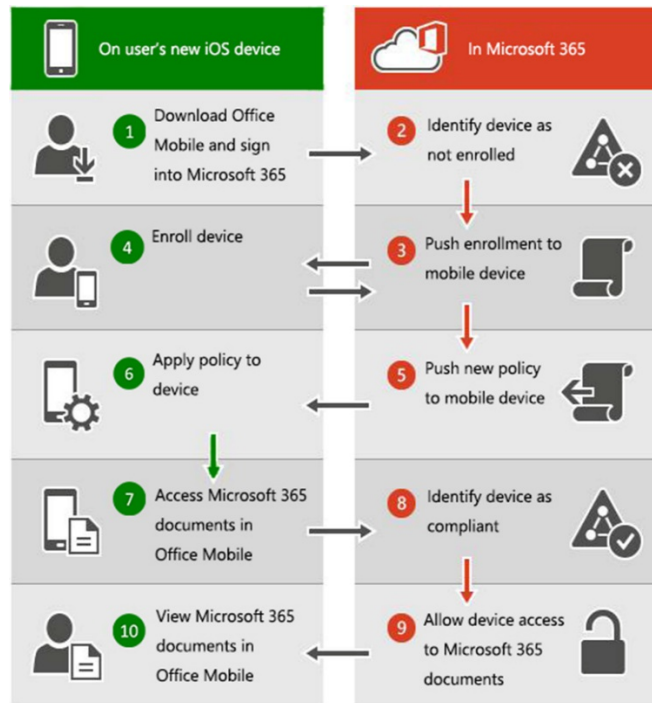 On user's new iOS device
In Microsoft 365
1
Download Office
Mobile and sign
into Microsoft 365
2
Identify device as
not enrolled
4
Enroll device
3
Push enrollment to
mobile device
6
Apply policy to
device
5
Push new policy
to mobile device
7
Access Microsoft 365
documents in
Office Mobile
8
Identify device as
compliant
10
View Microsoft 365
documents in
Office Mobile
9
Allow device access
to Microsoft 365
documents